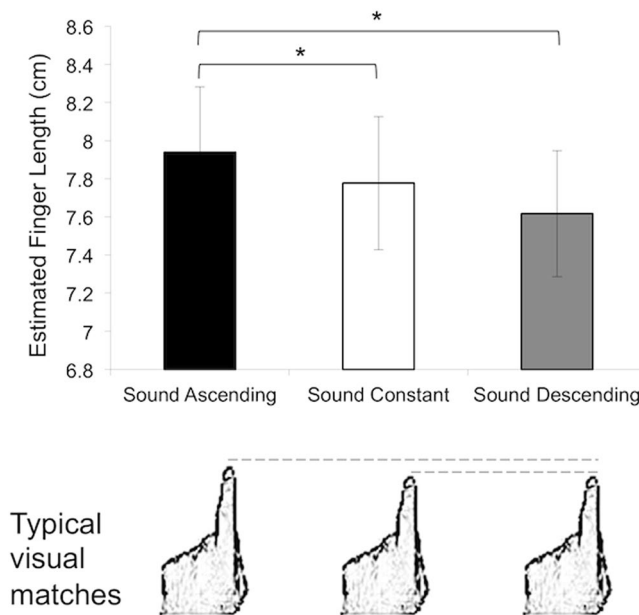 8.6
8.4
8.2
8
7.8
7.6
7.4
7.2
7
6.8
Estimated Finger Length (cm)
*
*
Sound Ascending Sound Constant Sound Descending
Typical
visual
matches